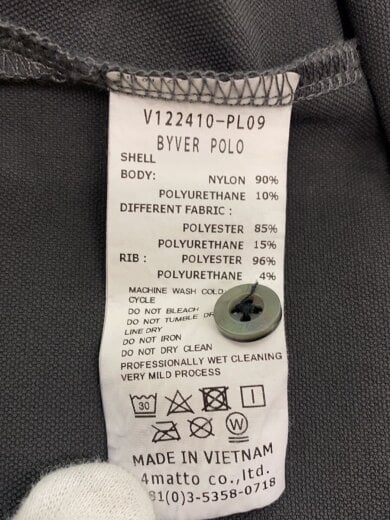 V122410-PL09
BYVER POLO
SHELL
BODY: NYLON 90%
POLYURETHANE 10%
DIFFERENT FABRIC :
POLYESTER 85%
POLYURETHANE 15%
RIB : POLYESTER 96%
POLYURETHANE 4%
MACHINE WASH COLD
CYCLE
DO NOT BLEACH
DO NOT TUMBLE
LINE DRY
DO NOT IRON
DO NOT DRY CLEAN
PROFESSIONALLY WET CLEANING
VERY MILD PROCESS
30
W
MADE IN VIETNAM
4matto co.,ltd.
81(0)3-5358-0718